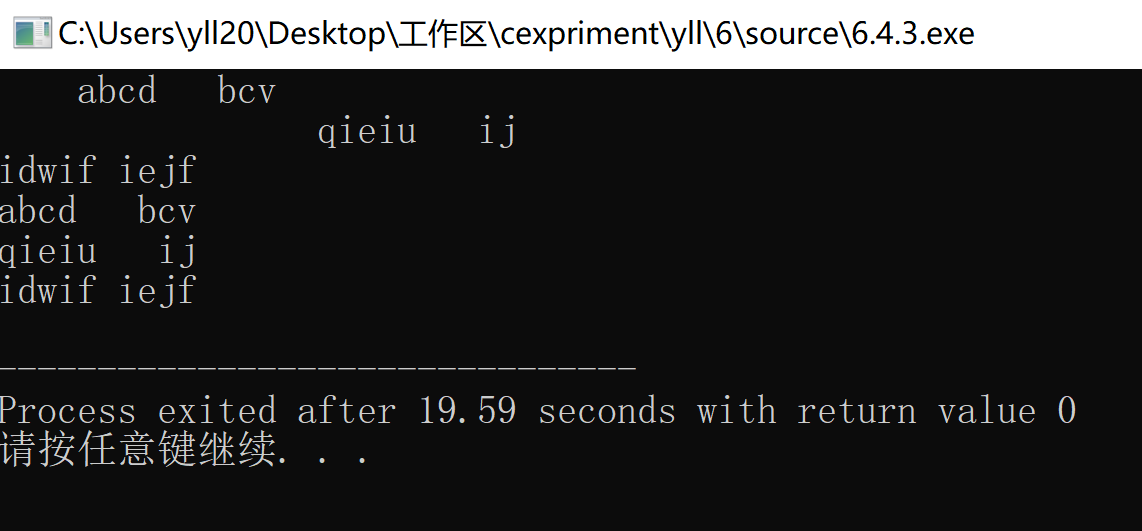 C:\Users\yll20\Desktop\工作区\cexpriment\yll\6\source\6.4.3.exe
    abcd   bcv
                qieiu   ij
idwif iejf
abcd   bcv
qieiu   ij
idwif iejf

--------------------------------
Process exited after 19.59 seconds with return value 0
请按任意键继续. . .